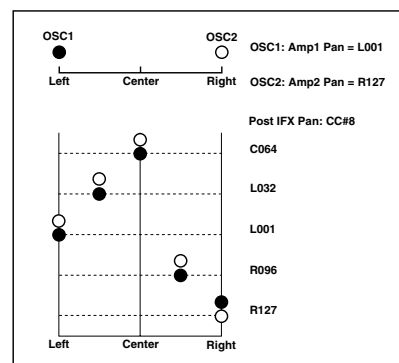 OSC1 OSC2
OSC1: Amp1 Pan = L001
Left Center Right
OSC2: Amp2 Pan = R127
Post IFX Pan: CC#8
C064
L032
L001
R096
R127
Left Center Right